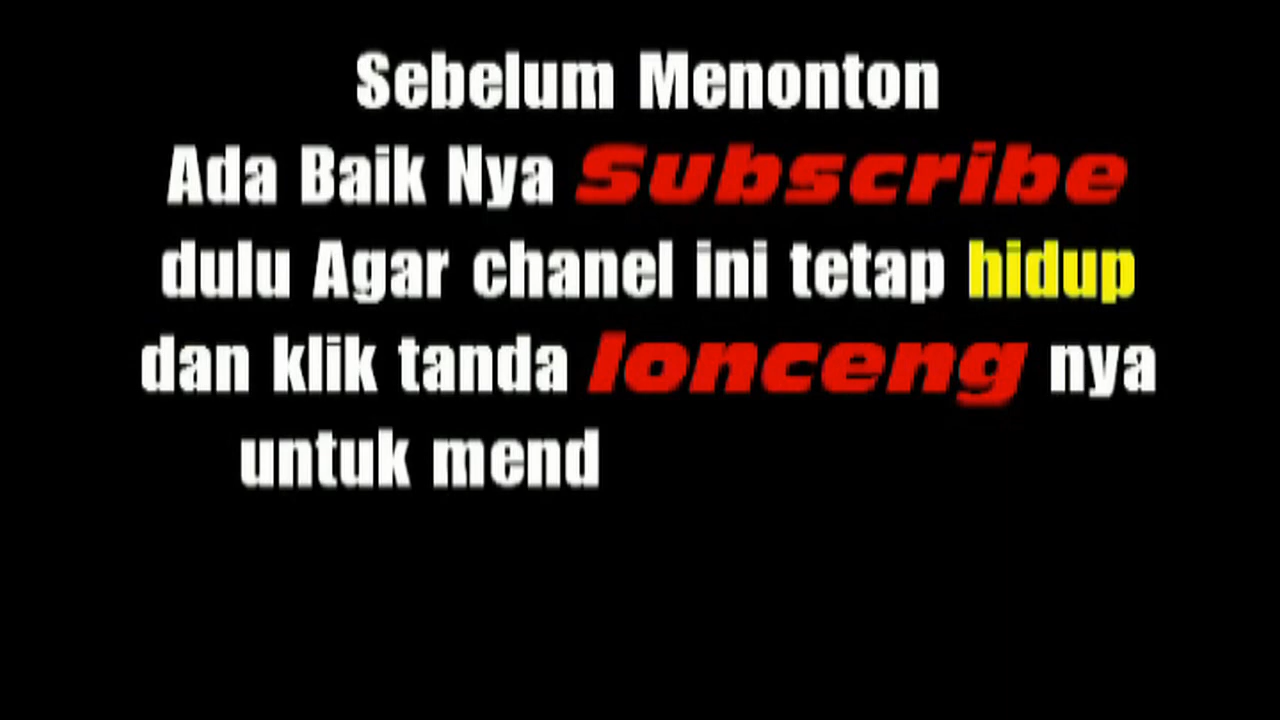 Sebelum Menonton
Ada Baik Nya Subscribe
dulu Agar chanel ini tetap hidup
dan klik tanda lonceng nya
untuk mend